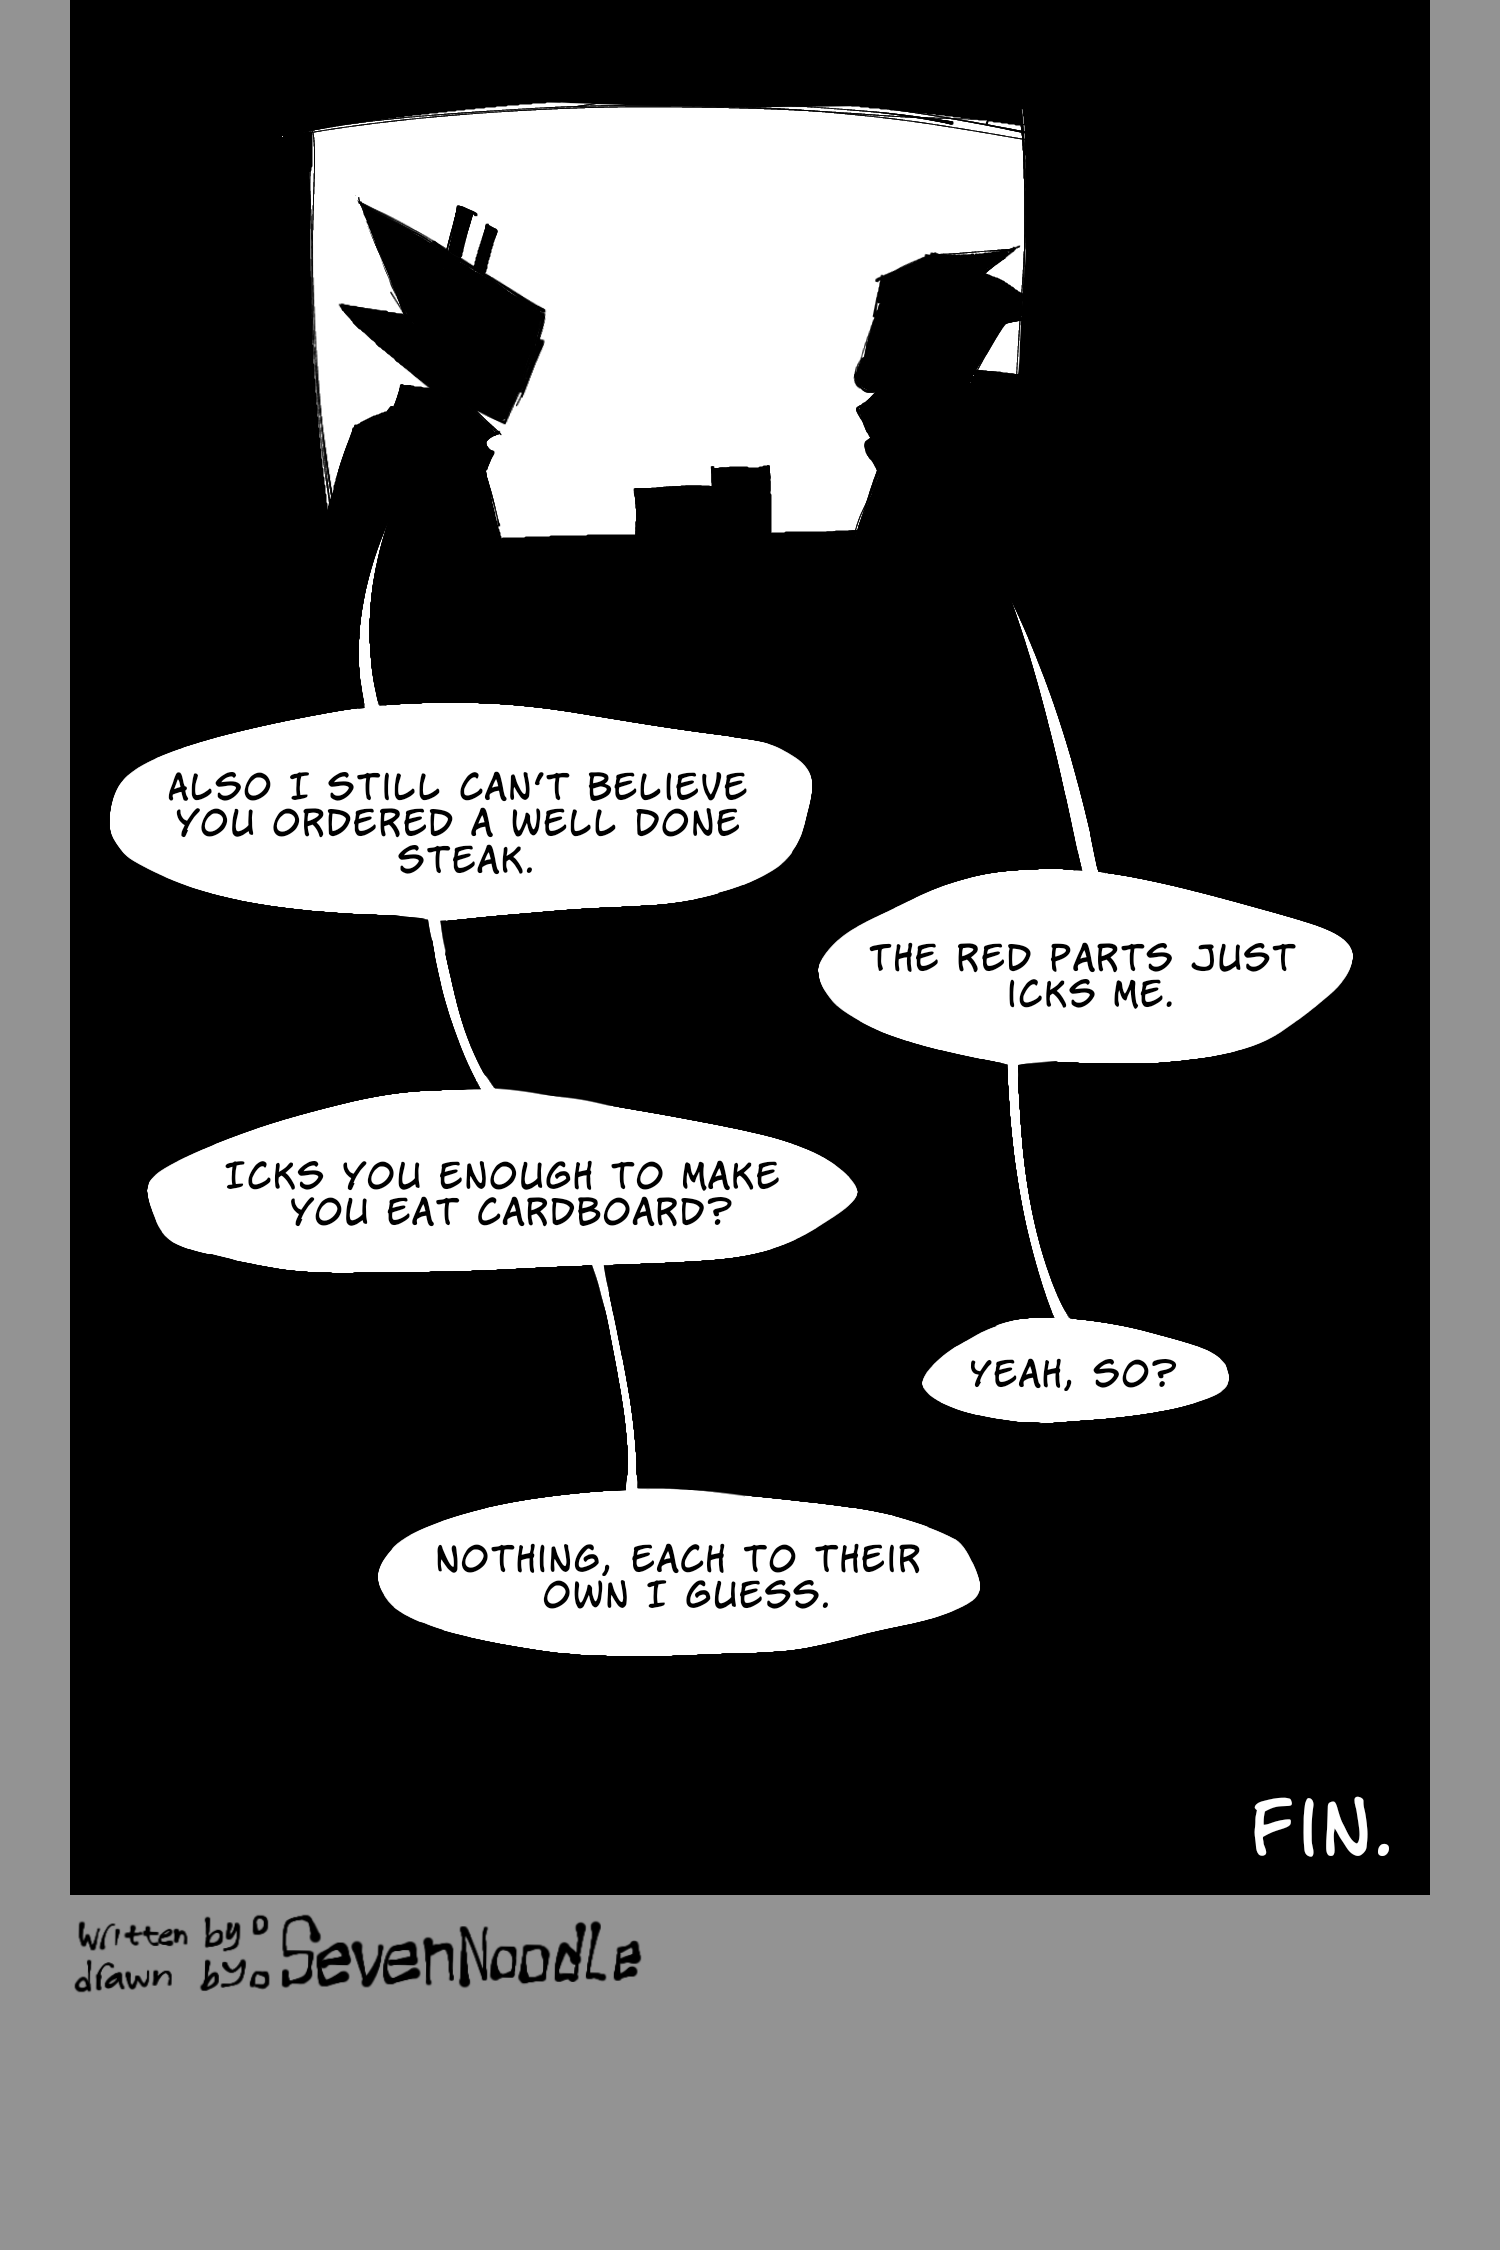 ALSO I STILL CAN'T BELIEVE
YOU ORDERED A WELL DONE
STEAK.
THE RED PARTS JUST
ICKS ME.
ICKS YOU ENOUGH TO MAKE
YOU EAT CARDBOARD?
YEAH, SO?
NOTHING, EACH TO THEIR
OWN I GUESS.
FIN.
written by: SevenNoodle
drawn by: